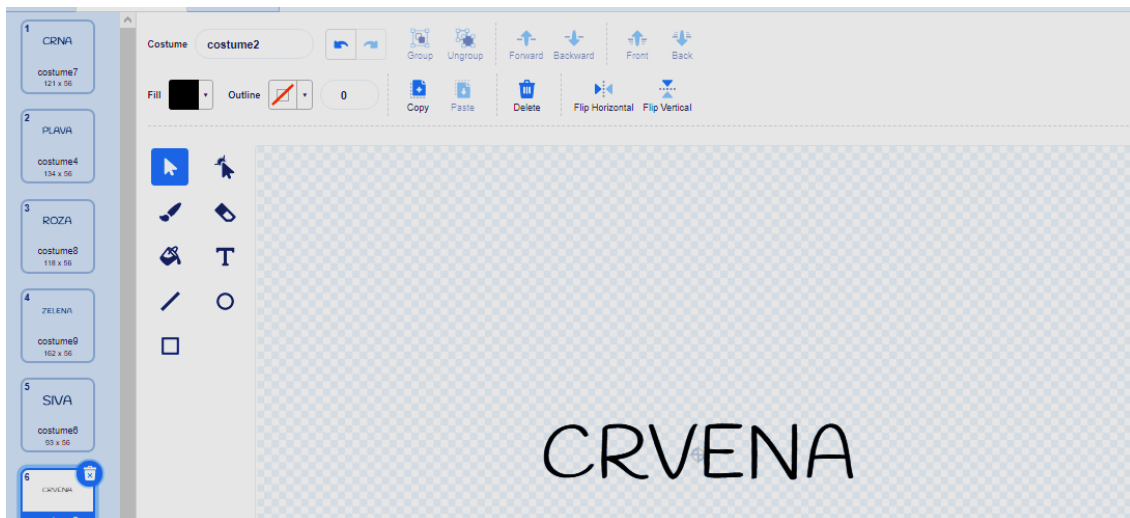 1
CRNA
costume7
121 x 56
2
PLAVA
costume4
134 x 56
3
ROZA
costume8
118 x 56
4
ZELENA
costume9
162 x 56
5
SIVA
costume6
93 x 56
6
CRVENA
Costume costume2 Group Ungroup Forward Backward Front Back
Fill Outline 0 Copy Paste Delete Flip Horizontal Flip Vertical
T
CRVENA